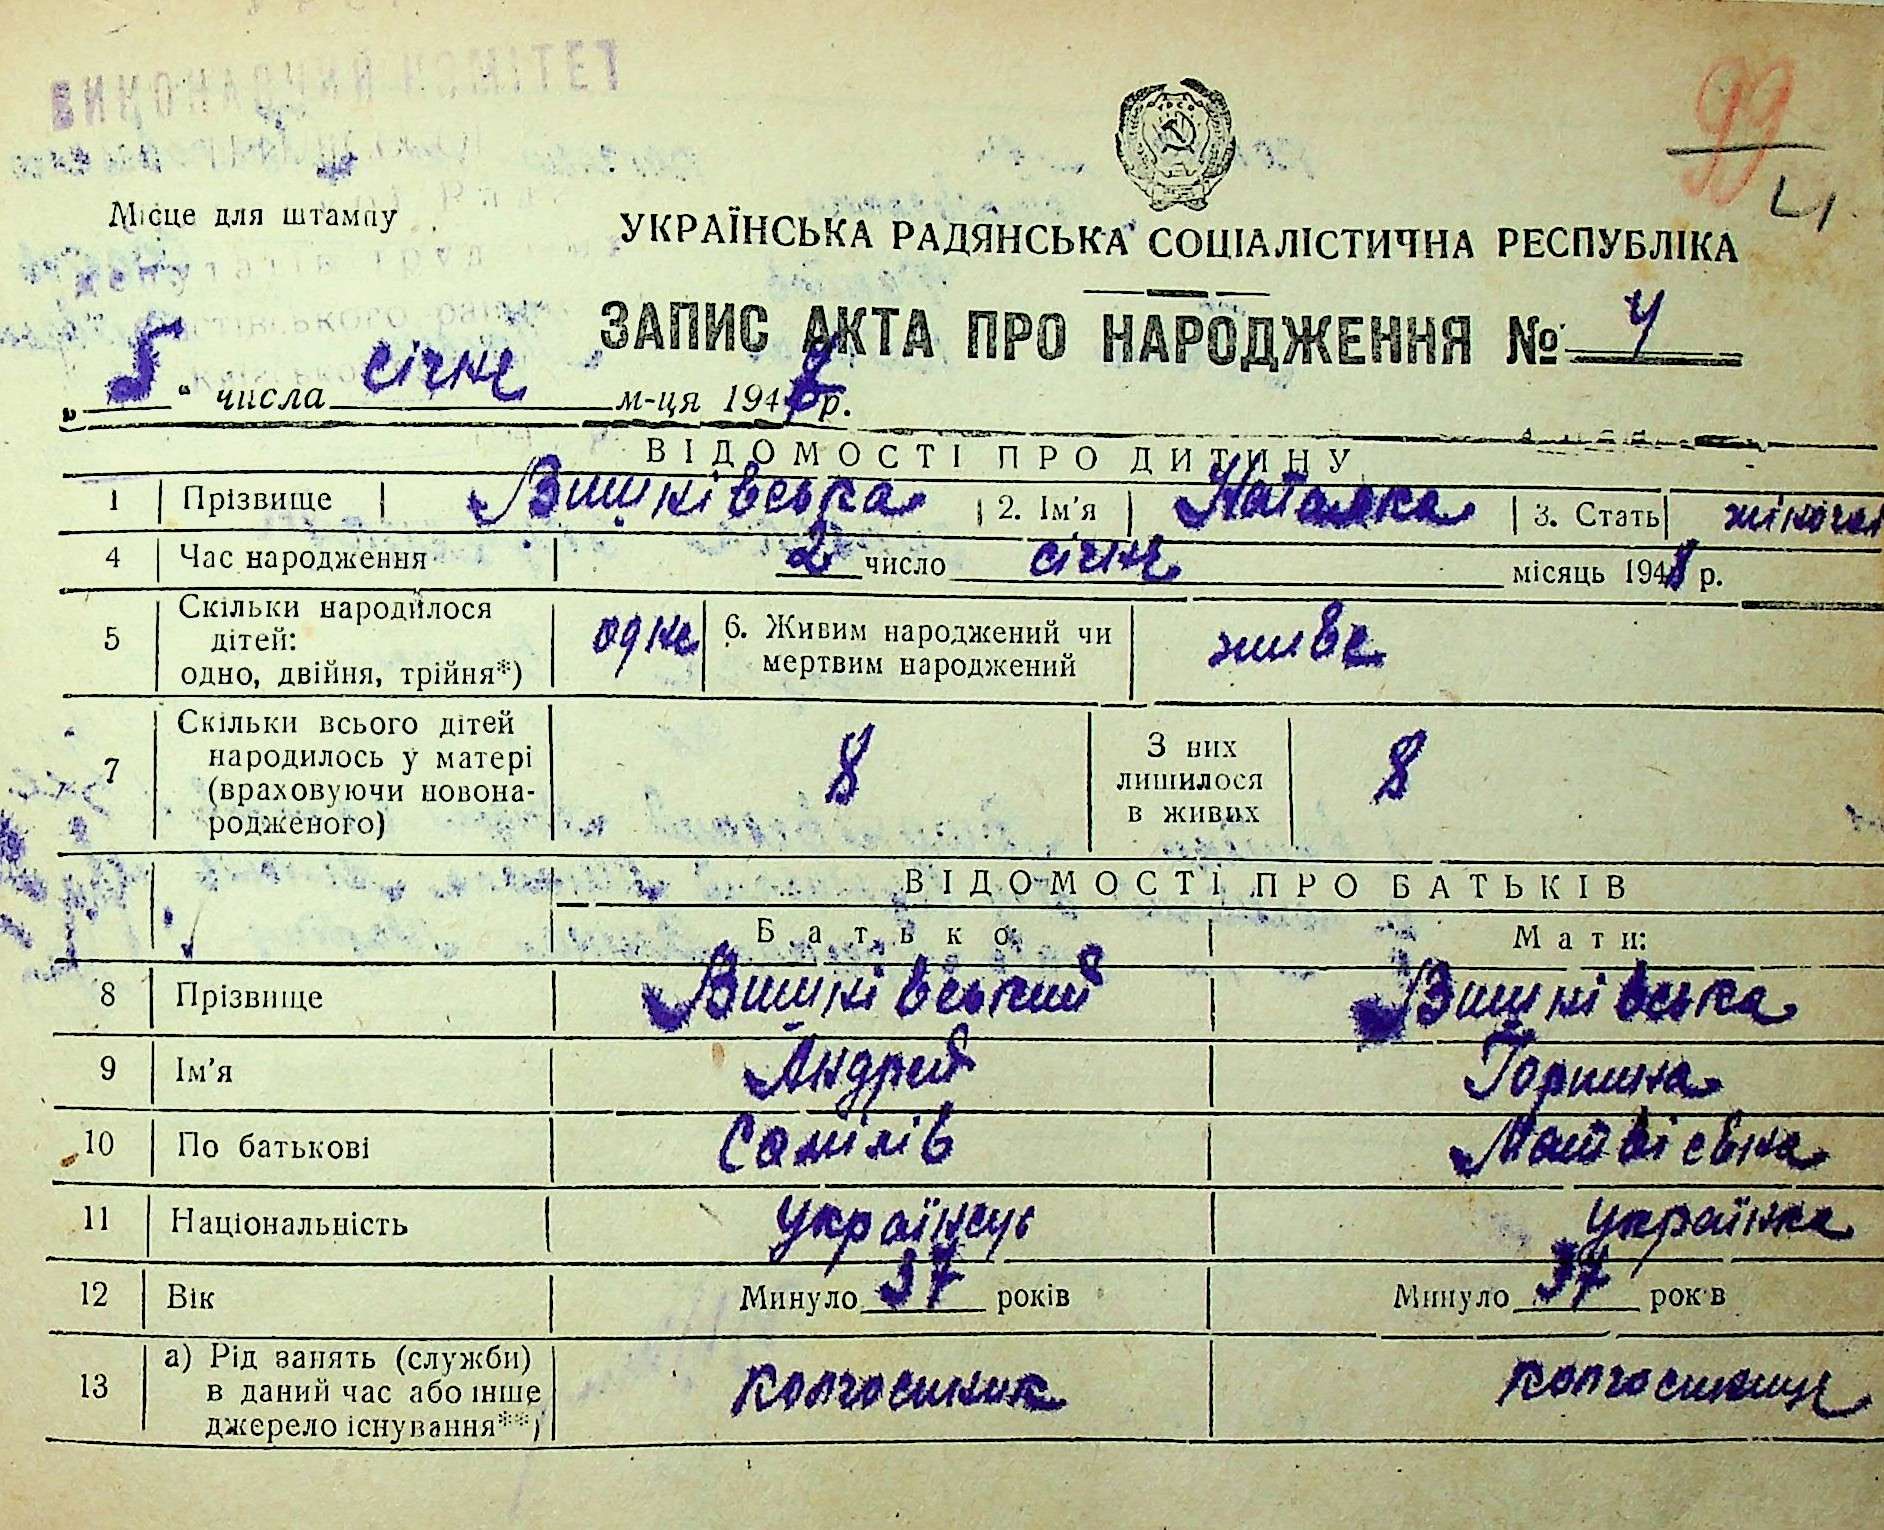 ВИКОНАВЧИЙ КОМІТЕТ
99
4
Місце для штампу
УКРАЇНСЬКА РАДЯНСЬКА СОЦІАЛІСТИЧНА РЕСПУБЛІКА
ЗАПИС АКТА ПРО НАРОДЖЕННЯ № 4
„5“ числа січня м-ця 1948 р.
ВІДОМОСТІ ПРО ДИТИНУ
1 Прізвище Вишнівська 2. Ім'я Наталка 3. Стать жіноча
4 Час народження 2 число січня місяць 1948 р.
5 Скільки народилося
дітей:
одно, двійня, трійня*) одне 6. Живим народжений чи
мертвим народжений живе
7 Скільки всього дітей
народилось у матері
(враховуючи новона-
родженого) 8 З них
лишилося
в живих 8
ВІДОМОСТІ ПРО БАТЬКІВ
Батько: Мати:
8 Прізвище Вишнівський Вишнівська
9 Ім'я Андрей Горпина
10 По батькові Матвіевна
11 Національність українець українка
12 Вік Минуло 37 років Минуло 37 років
13 а) Рід занять (служби)
в даний час або інше
джерело існування**) колгоспник колгоспниця